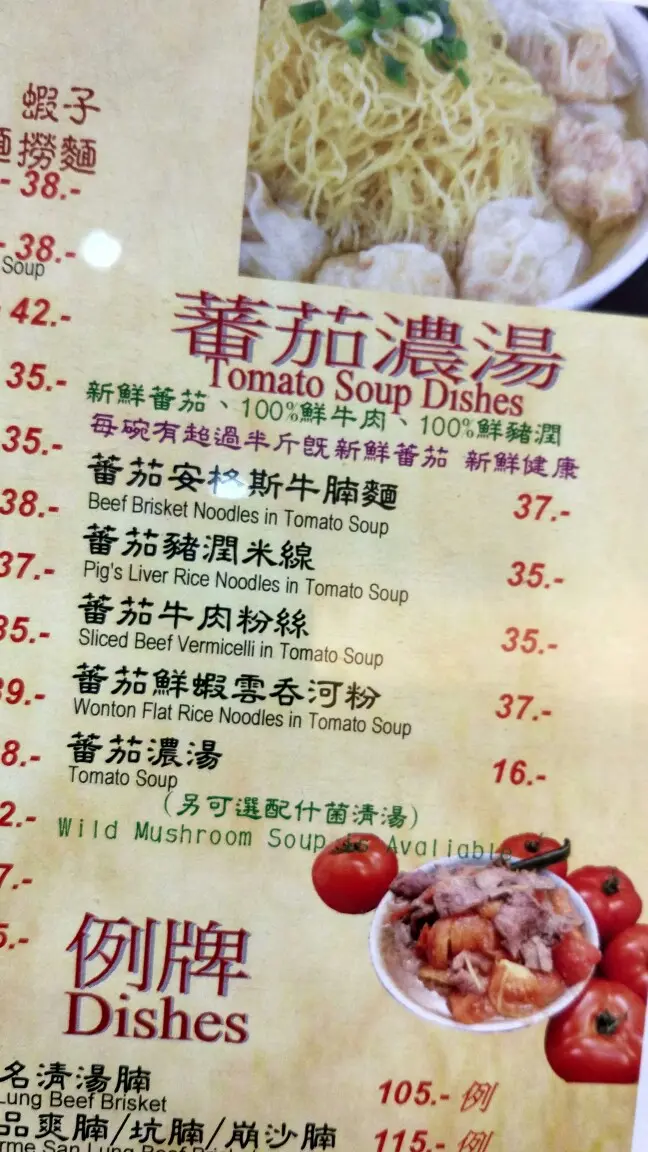 蝦子
撈麵
38.-
38.-
Soup
42.-
35.-
35.-
38.-
37.-
35.-
39.-
8.-
2.-
7.-
5.-
蕃茄濃湯
Tomato Soup Dishes
新鮮蕃茄、100%鮮牛肉、100%鮮豬潤
每碗有超過半斤既新鮮蕃茄 新鮮健康
蕃茄安格斯牛腩麵 37.-
Beef Brisket Noodles in Tomato Soup
蕃茄豬潤米線 35.-
Pig's Liver Rice Noodles in Tomato Soup
蕃茄牛肉粉絲 35.-
Sliced Beef Vermicelli in Tomato Soup
蕃茄鮮蝦雲吞河粉 37.-
Wonton Flat Rice Noodles in Tomato Soup
蕃茄濃湯 16.-
Tomato Soup
(另可選配什菌清湯)
Wild Mushroom Soup is Avaliable
例牌
Dishes
名清湯腩 105.- 例
Lung Beef Brisket
品爽腩/坑腩/崩沙腩 115.- 例